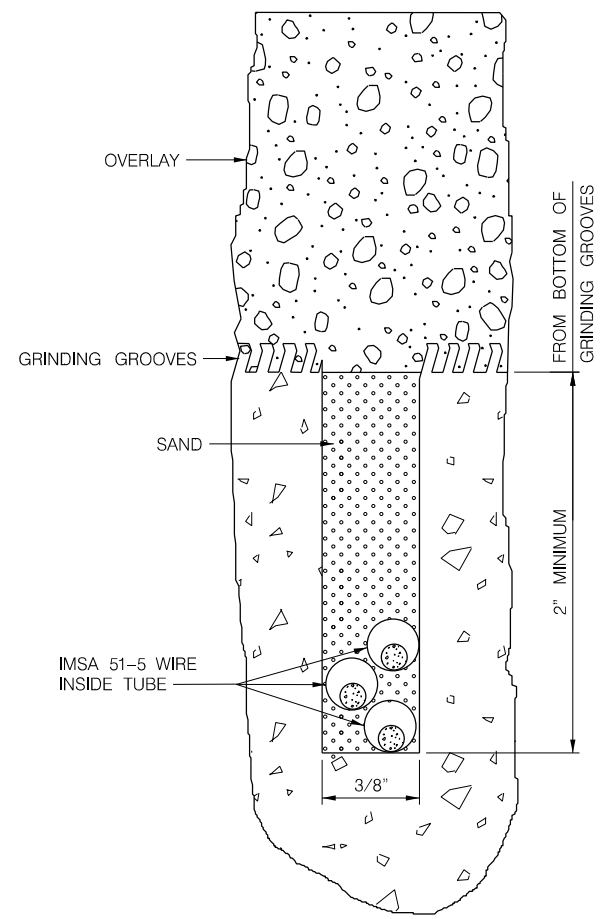 OVERLAY
FROM BOTTOM OF
GRINDING GROOVES
GRINDING GROOVES
SAND
2" MINIMUM
IMSA 51-5 WIRE
INSIDE TUBE
3/8"